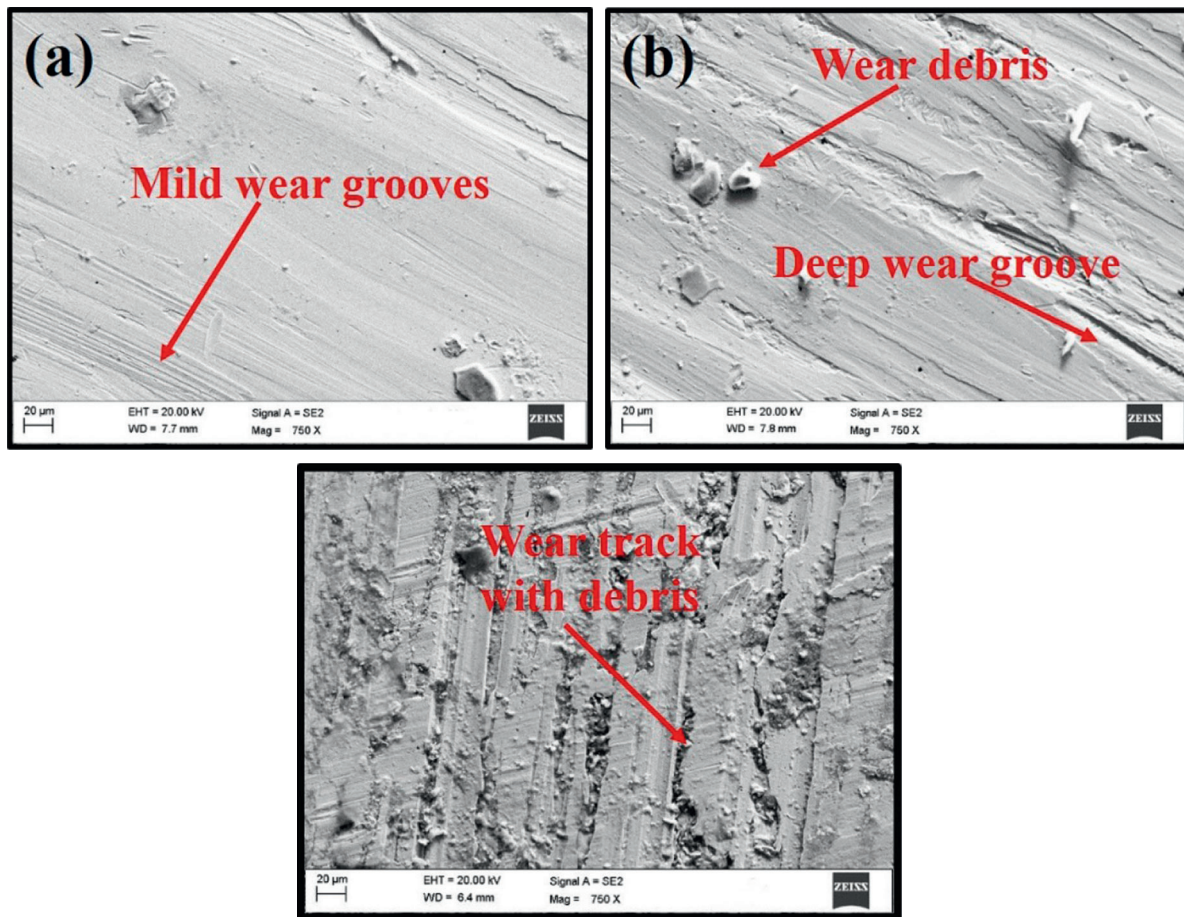 (a)
Mild wear grooves
20 µm
EHT = 20.00 kV
Signal A = SE2
WD = 7.7 mm
Mag = 750 X
ZEISS
(b)
Wear debris
Deep wear groove
20 µm
EHT = 20.00 kV
Signal A = SE2
WD = 7.8 mm
Mag = 750 X
ZEISS
Wear track
with debris
20 µm
EHT = 20.00 kV
Signal A = SE2
WD = 6.4 mm
Mag = 750 X
ZEISS